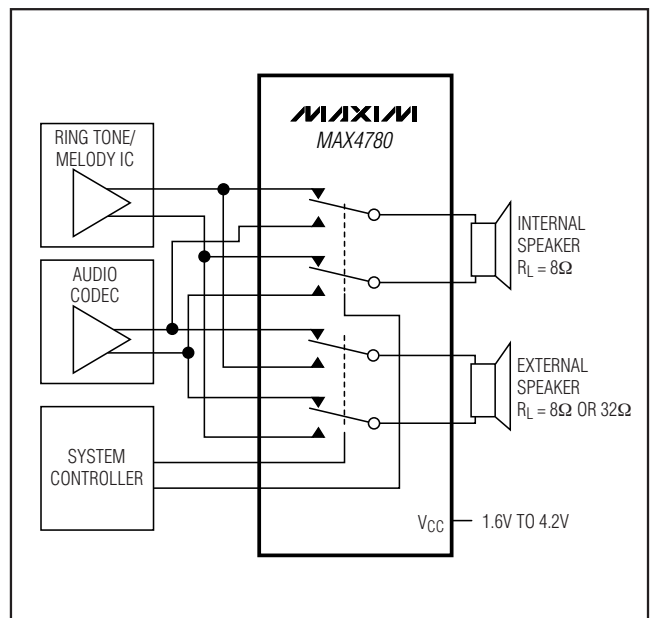 MAXIM
MAX4780
RING TONE/
MELODY IC
AUDIO
CODEC
SYSTEM
CONTROLLER
INTERNAL
SPEAKER
RL = 8Ω
EXTERNAL
SPEAKER
RL = 8Ω OR 32Ω
VCC
1.6V TO 4.2V